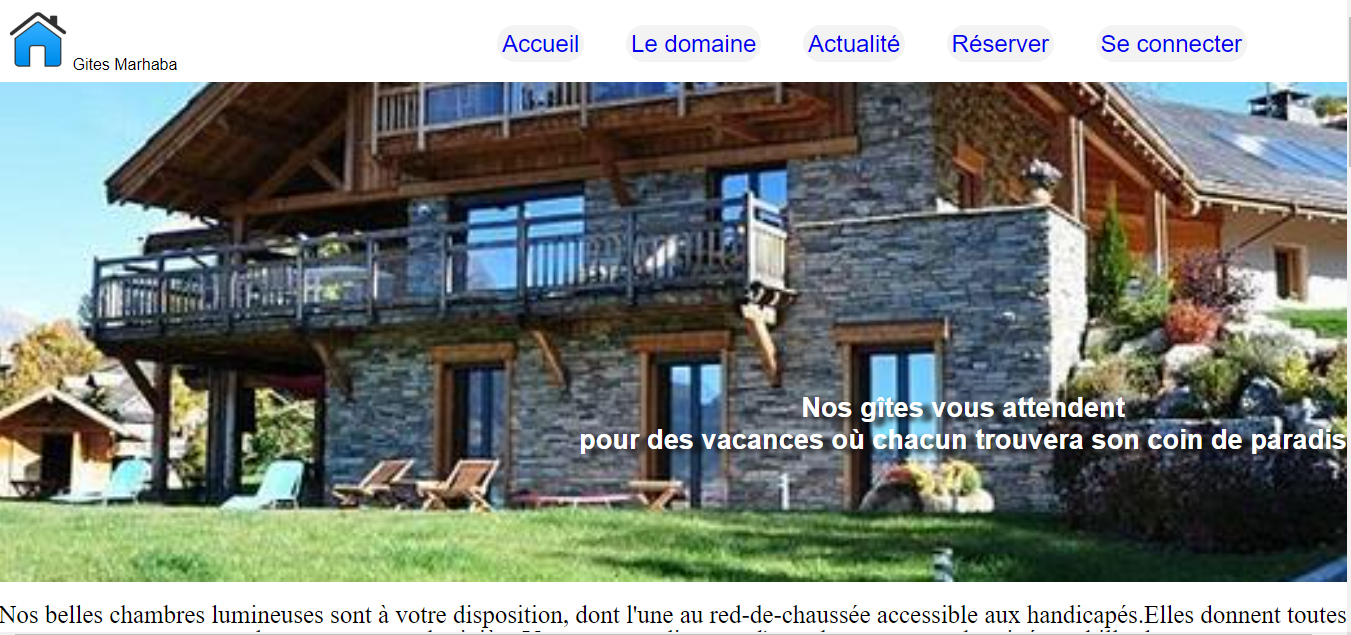 Gites Marhaba
Accueil
Le domaine
Actualité
Réserver
Se connecter
Nos gîtes vous attendent
pour des vacances où chacun trouvera son coin de paradis
Nos belles chambres lumineuses sont à votre disposition, dont l'une au red-de-chaussée accessible aux handicapés.Elles donnent toutes